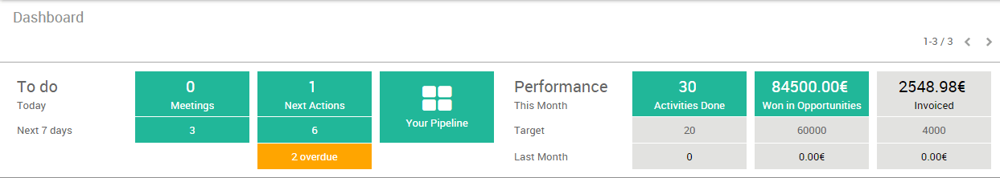 Dashboard
1-3 / 3
To do
Today
Next 7 days
0
Meetings
3
1
Next Actions
6
2 overdue
Your Pipeline
Performance
This Month
Target
Last Month
30
Activities Done
20
0
84500.00€
Won in Opportunities
60000
0.00€
2548.98€
Invoiced
4000
0.00€